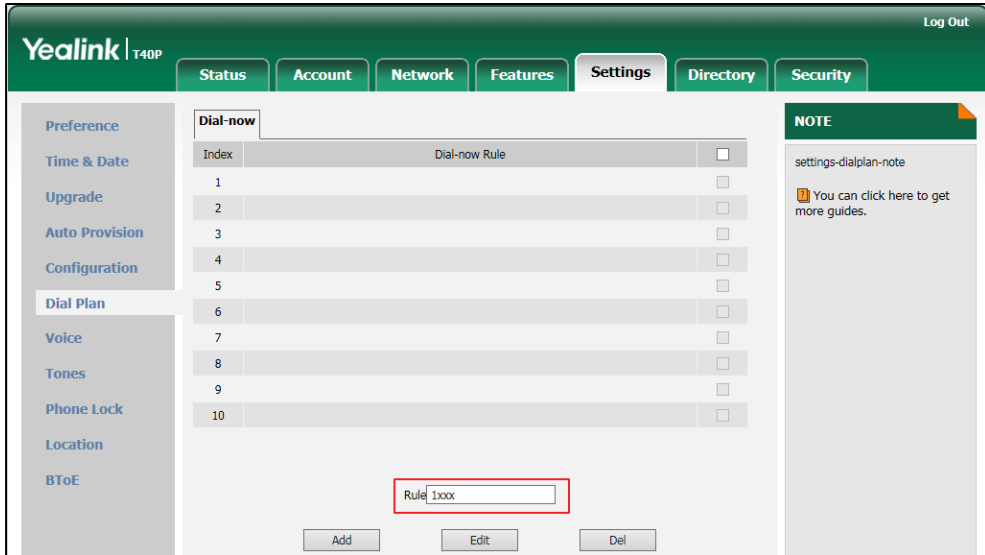 Log Out
Yealink T40P
Status Account Network Features Settings Directory Security
Preference
Time & Date
Upgrade
Auto Provision
Configuration
Dial Plan
Voice
Tones
Phone Lock
Location
BToE
Dial-now
Index Dial-now Rule
1
2
3
4
5
6
7
8
9
10
Rule 1xxx
Add Edit Del
NOTE
settings-dialplan-note
You can click here to get
more guides.